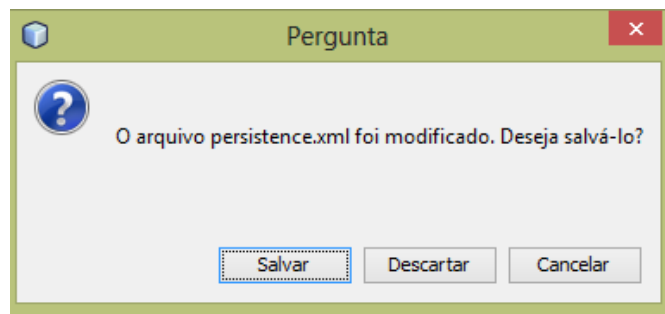 Pergunta
O arquivo persistence.xml foi modificado. Deseja salvá-lo?
Salvar
Descartar
Cancelar